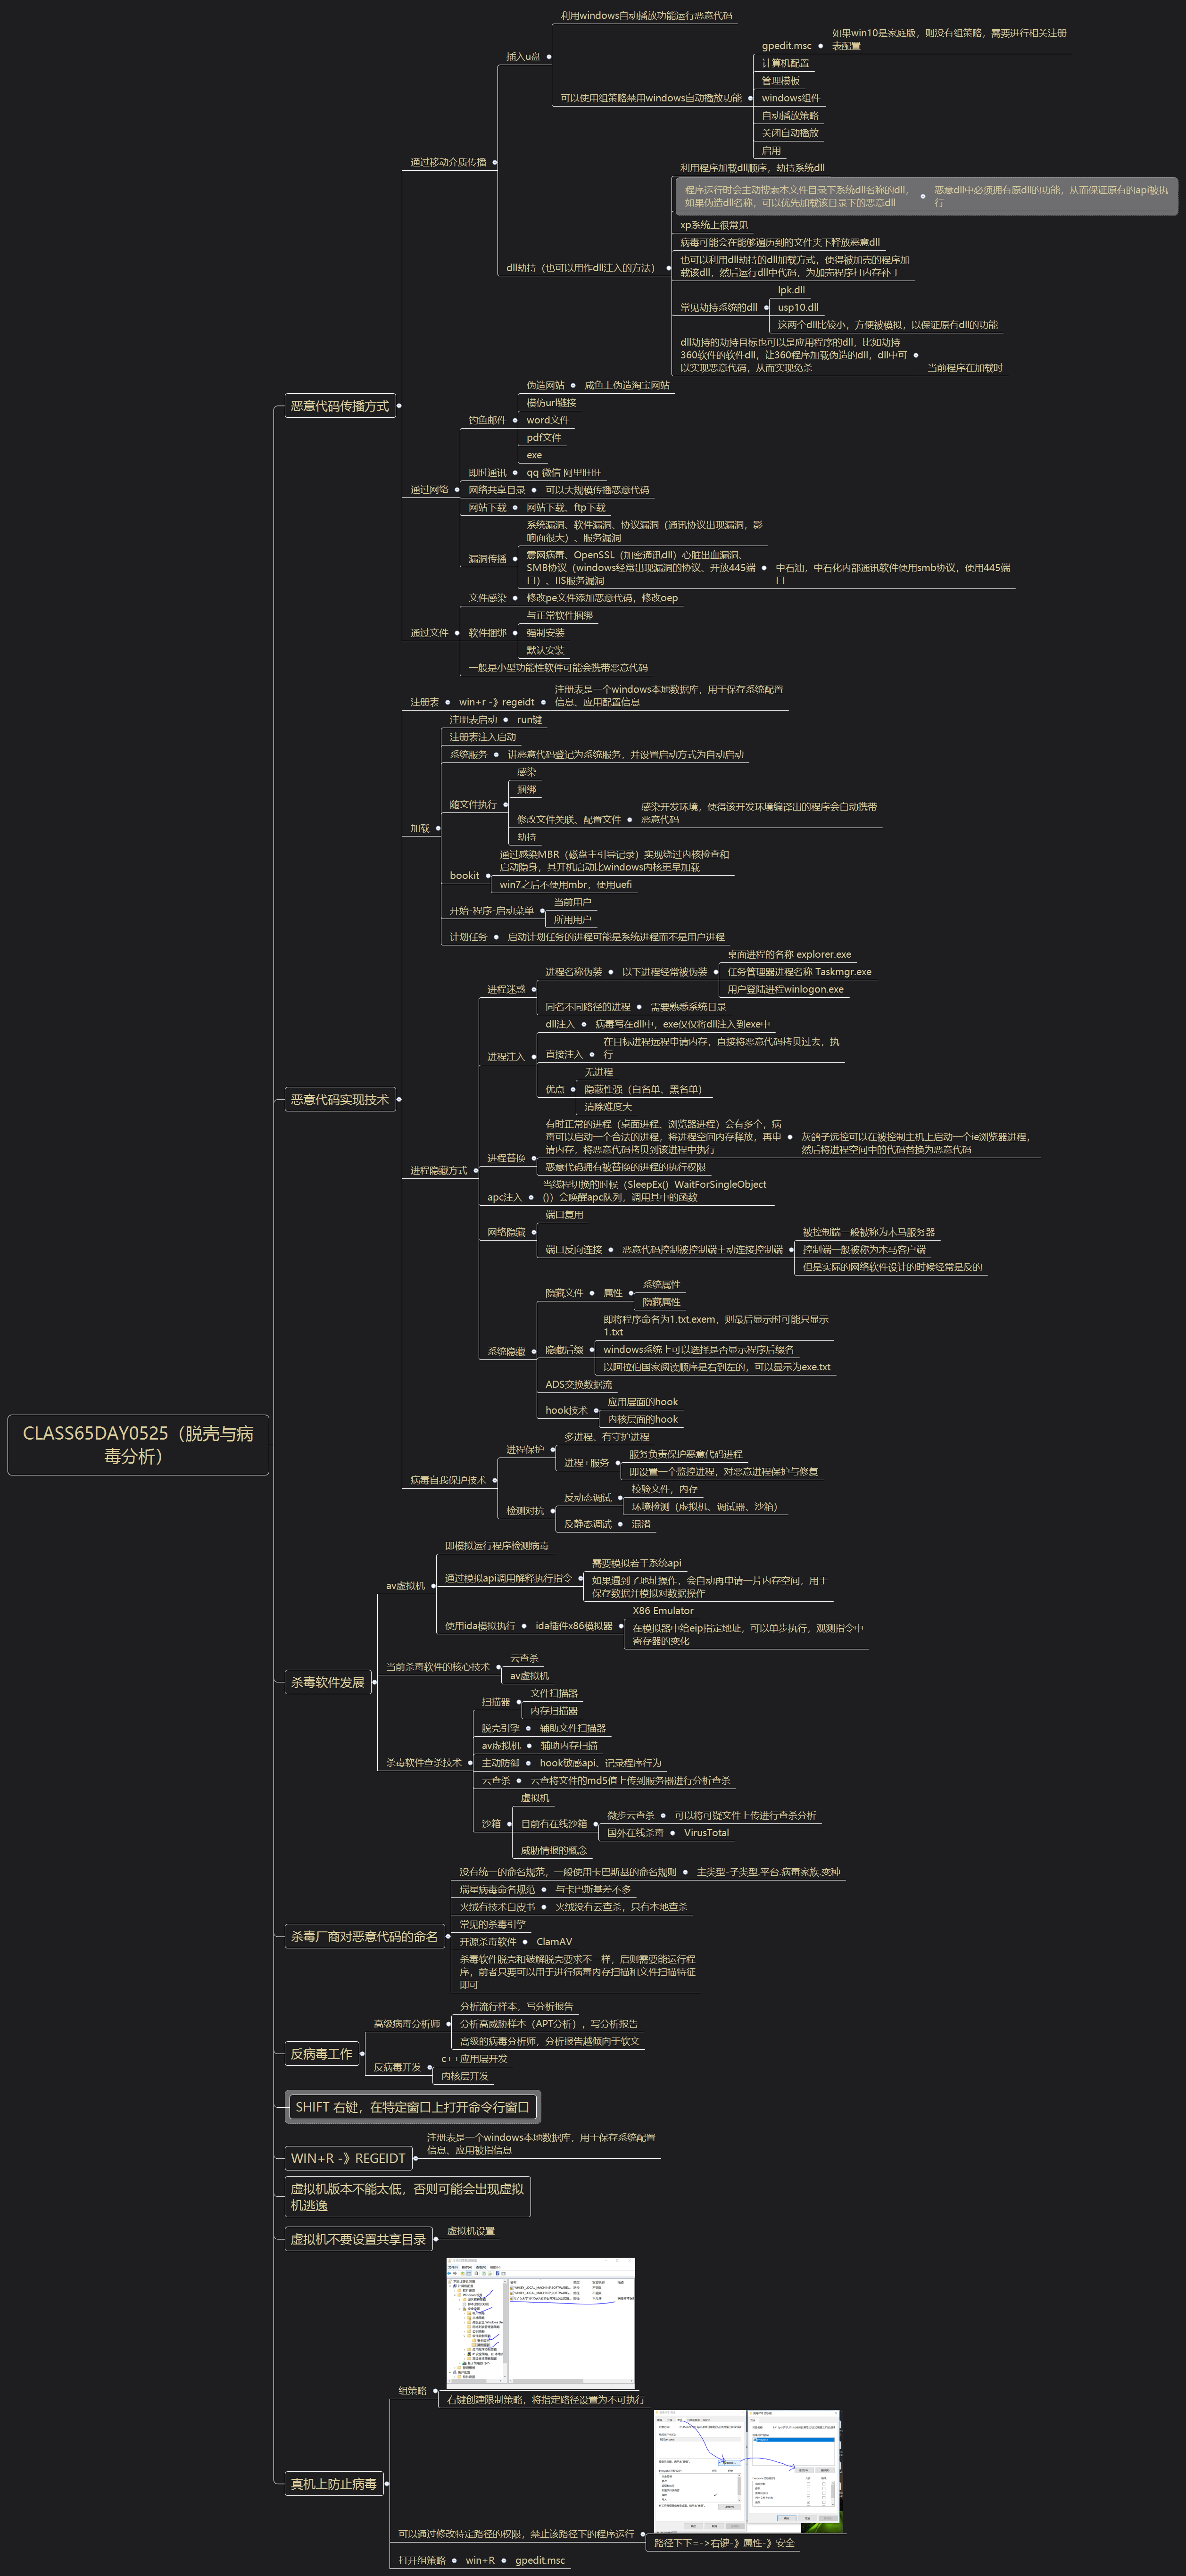 CLASS65DAY0525（脱壳与病
毒分析）
恶意代码传播方式
通过移动介质传播
插入u盘
利用windows自动播放功能运行恶意代码
可以使用组策略禁用windows自动播放功能
gpedit.msc
如果win10是家庭版，则没有组策略，需要进行相关注册
表配置
计算机配置
管理模板
windows组件
自动播放策略
关闭自动播放
启用
dll劫持（也可以用作dll注入的方法）
利用程序加载dll顺序，劫持系统dll
程序运行时会主动搜索本文件目录下系统dll名称的dll，
如果伪造dll名称，可以优先加载该目录下的恶意dll
恶意dll中必须拥有原dll的功能，从而保证原有的api被执
行
xp系统上很常见
病毒可能会在能够遍历到的文件夹下释放恶意dll
也可以利用dll劫持的dll加载方式，使得被加壳的程序加
载该dll，然后运行dll中代码，为加壳程序打内存补丁
常见劫持系统的dll
lpk.dll
usp10.dll
这两个dll比较小，方便被模拟，以保证原有dll的功能
dll劫持的劫持目标也可以是应用程序的dll，比如劫持
360软件的软件dll，让360程序加载伪造的dll，dll中可
以实现恶意代码，从而实现免杀
当前程序在加载时
通过网络
钓鱼邮件
伪造网站
咸鱼上伪造淘宝网站
模仿url链接
word文件
pdf文件
exe
即时通讯
qq 微信 阿里旺旺
网络共享目录
可以大规模传播恶意代码
网站下载
网站下载、ftp下载
漏洞传播
系统漏洞、软件漏洞、协议漏洞（通讯协议出现漏洞，影
响面很大）、服务漏洞
震网病毒、OpenSSL（加密通讯dll）心脏出血漏洞、
SMB协议（windows经常出现漏洞的协议、开放445端
口）、IIS服务漏洞
中石油，中石化内部通讯软件使用smb协议，使用445端
口
通过文件
文件感染
修改pe文件添加恶意代码，修改oep
软件捆绑
与正常软件捆绑
强制安装
默认安装
一般是小型功能性软件可能会携带恶意代码
恶意代码实现技术
注册表
win+r -》regeidt
注册表是一个windows本地数据库，用于保存系统配置
信息、应用配置信息
加载
注册表启动
run键
注册表注入启动
系统服务
讲恶意代码登记为系统服务，并设置启动方式为自动启动
随文件执行
感染
捆绑
修改文件关联、配置文件
感染开发环境，使得该开发环境编译出的程序会自动携带
恶意代码
劫持
bookit
通过感染MBR（磁盘主引导记录）实现绕过内核检查和
启动隐身，其开机启动比windows内核更早加载
win7之后不使用mbr，使用uefi
开始-程序-启动菜单
当前用户
所用用户
计划任务
启动计划任务的进程可能是系统进程而不是用户进程
进程隐藏方式
进程迷惑
进程名称伪装
以下进程经常被伪装
桌面进程的名称 explorer.exe
任务管理器进程名称 Taskmgr.exe
用户登陆进程winlogon.exe
同名不同路径的进程
需要熟悉系统目录
进程注入
dll注入
病毒写在dll中，exe仅仅将dll注入到exe中
直接注入
在目标进程远程申请内存，直接将恶意代码拷贝过去，执
行
优点
无进程
隐蔽性强（白名单、黑名单）
清除难度大
进程替换
有时正常的进程（桌面进程、浏览器进程）会有多个，病
毒可以启动一个合法的进程，将进程空间内存释放，再申
请内存，将恶意代码拷贝到该进程中执行
灰鸽子远控可以在被控制主机上启动一个ie浏览器进程，
然后将进程空间中的代码替换为恶意代码
恶意代码拥有被替换的进程的执行权限
apc注入
当线程切换的时候（SleepEx() WaitForSingleObject
()）会唤醒apc队列，调用其中的函数
网络隐藏
端口复用
端口反向连接
恶意代码控制被控制端主动连接控制端
被控制端一般被称为木马服务器
控制端一般被称为木马客户端
但是实际的网络软件设计的时候经常是反的
系统隐藏
隐藏文件
属性
系统属性
隐藏属性
隐藏后缀
即将程序命名为1.txt.exem，则最后显示时可能只显示
1.txt
windows系统上可以选择是否显示程序后缀名
以阿拉伯国家阅读顺序是右到左的，可以显示为exe.txt
ADS交换数据流
hook技术
应用层面的hook
内核层面的hook
病毒自我保护技术
进程保护
多进程、有守护进程
进程+服务
服务负责保护恶意代码进程
即设置一个监控进程，对恶意进程保护与修复
检测对抗
反动态调试
校验文件，内存
环境检测（虚拟机、调试器、沙箱）
反静态调试
混淆
杀毒软件发展
av虚拟机
即模拟运行程序检测病毒
通过模拟api调用解释执行指令
需要模拟若干系统api
如果遇到了地址操作，会自动再申请一片内存空间，用于
保存数据并模拟对数据操作
使用ida模拟执行
ida插件x86模拟器
X86 Emulator
在模拟器中给eip指定地址，可以单步执行，观测指令中
寄存器的变化
当前杀毒软件的核心技术
云查杀
av虚拟机
杀毒软件查杀技术
扫描器
文件扫描器
内存扫描器
脱壳引擎
辅助文件扫描器
av虚拟机
辅助内存扫描
主动防御
hook敏感api、记录程序行为
云查杀
云查将文件的md5值上传到服务器进行分析查杀
沙箱
虚拟机
目前有在线沙箱
微步云查杀
可以将可疑文件上传进行查杀分析
国外在线杀毒
VirusTotal
威胁情报的概念
杀毒厂商对恶意代码的命名
没有统一的命名规范，一般使用卡巴斯基的命名规则
主类型-子类型.平台.病毒家族.变种
瑞星病毒命名规范
与卡巴斯基差不多
火绒有技术白皮书
火绒没有云查杀，只有本地查杀
常见的杀毒引擎
开源杀毒软件
ClamAV
杀毒软件脱壳和破解脱壳要求不一样，后则需要能运行程
序，前者只要可以用于进行病毒内存扫描和文件扫描特征
即可
反病毒工作
高级病毒分析师
分析流行样本，写分析报告
分析高威胁样本（APT分析），写分析报告
高级的病毒分析师，分析报告越倾向于软文
反病毒开发
c++应用层开发
内核层开发
SHIFT 右键，在特定窗口上打开命令行窗口
WIN+R -》REGEIDT
注册表是一个windows本地数据库，用于保存系统配置
信息、应用被指信息
虚拟机版本不能太低，否则可能会出现虚拟
机逃逸
虚拟机不要设置共享目录
虚拟机设置
真机上防止病毒
组策略
右键创建限制策略，将指定路径设置为不可执行
可以通过修改特定路径的权限，禁止该路径下的程序运行
路径下下=->右键-》属性-》安全
打开组策略
win+R
gpedit.msc